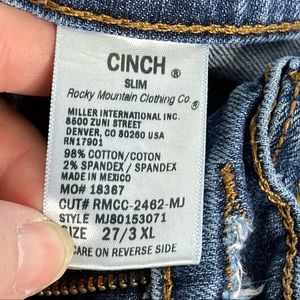 CINCH ®
SLIM
Rocky Mountain Clothing Co. ®
MILLER INTERNATIONAL INC.
8500 ZUNI STREET
DENVER, CO 80260 USA
RN17901
98% COTTON/COTON
2% SPANDEX / SPANDEX
MADE IN MEXICO
MO# 18367
CUT# RMCC-2462-MJ
STYLE MJ80153071
SIZE 27/3 XL
CARE ON REVERSE SIDE